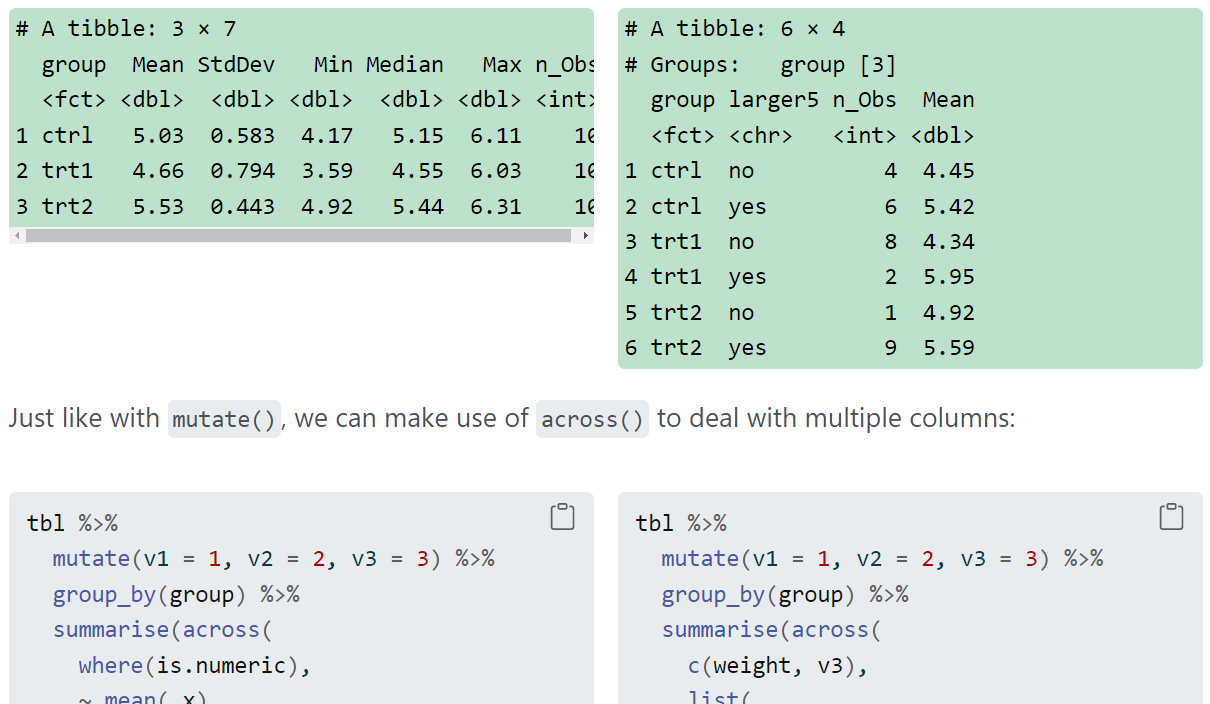 # A tibble: 3 × 7
  group  Mean StdDev   Min Median   Max n_Obs
  <fct> <dbl>  <dbl> <dbl>  <dbl> <dbl> <int>
1 ctrl   5.03  0.583  4.17   5.15  6.11    10
2 trt1   4.66  0.794  3.59   4.55  6.03    10
3 trt2   5.53  0.443  4.92   5.44  6.31    10
# A tibble: 6 × 4
# Groups:   group [3]
  group larger5 n_Obs  Mean
  <fct> <chr>   <int> <dbl>
1 ctrl  no          4  4.45
2 ctrl  yes         6  5.42
3 trt1  no          8  4.34
4 trt1  yes         2  5.95
5 trt2  no          1  4.92
6 trt2  yes         9  5.59
Just like with mutate(), we can make use of across() to deal with multiple columns:
tbl %>%
  mutate(v1 = 1, v2 = 2, v3 = 3) %>%
  group_by(group) %>%
  summarise(across(
    where(is.numeric),
    ~ mean(.x)
tbl %>%
  mutate(v1 = 1, v2 = 2, v3 = 3) %>%
  group_by(group) %>%
  summarise(across(
    c(weight, v3),
    list(